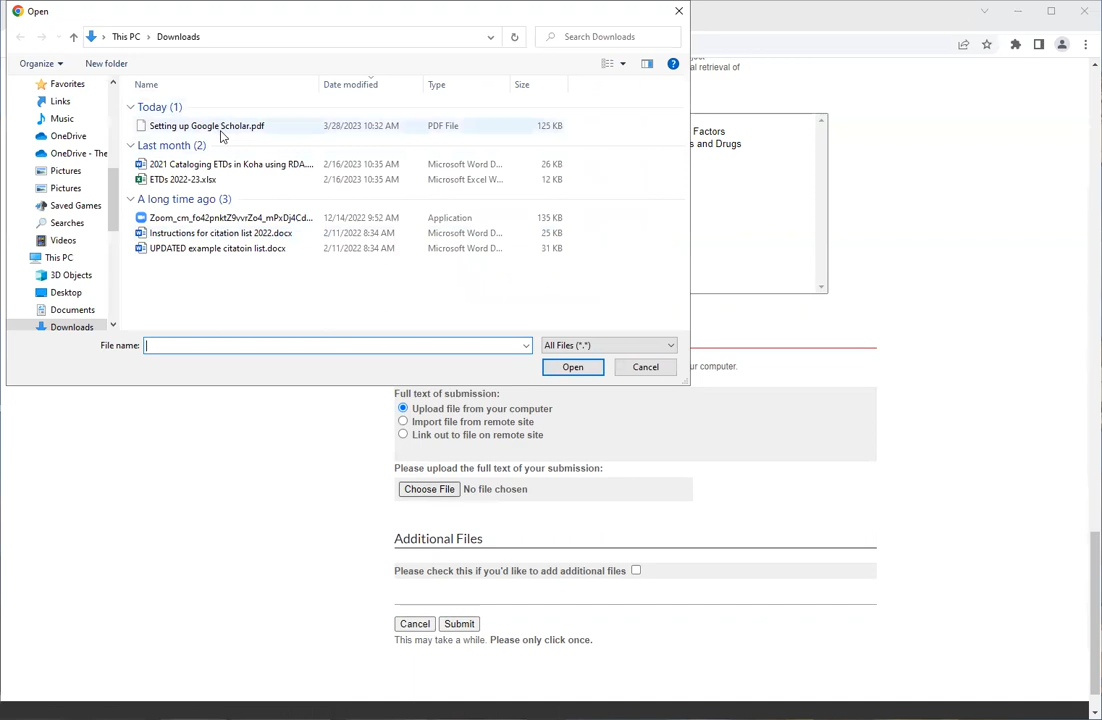 Open
This PC > Downloads
Search Downloads
al retrieval of
Organize
New folder
Name Date modified Type Size
Favorites
Links
Music
OneDrive
OneDrive - The
Pictures
Pictures
Saved Games
Searches
Videos
This PC
3D Objects
Desktop
Documents
Downloads
Today (1)
Setting up Google Scholar.pdf 3/28/2023 10:32 AM PDF File 125 KB
Last month (2)
2021 Cataloging ETDs in Koha using RDA.... 2/16/2023 10:35 AM Microsoft Word D... 26 KB
ETDs 2022-23.xlsx 2/16/2023 10:35 AM Microsoft Excel W... 12 KB
A long time ago (3)
Zoom_cm_fo42pnktZ9vvrZo4_mPxDj4Cd... 12/14/2022 9:52 AM Application 135 KB
Instructions for citation list 2022.docx 2/11/2022 8:34 AM Microsoft Word D... 25 KB
UPDATED example citatoin list.docx 2/11/2022 8:34 AM Microsoft Word D... 31 KB
Factors
s and Drugs
File name: All Files (*.*)
Open Cancel
ur computer.
Full text of submission:
Upload file from your computer
Import file from remote site
Link out to file on remote site
Please upload the full text of your submission:
Choose File No file chosen
Additional Files
Please check this if you'd like to add additional files
Cancel Submit
This may take a while. Please only click once.